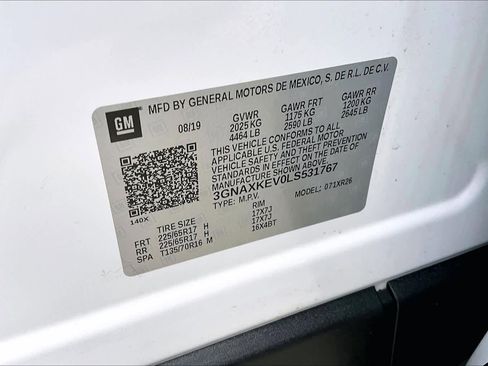 MFD BY GENERAL MOTORS DE MEXICO, S. DE R.L. DE C.V.
GM
08/19
GVWR
2025 KG
4464 LB
GAWR FRT
1175 KG
2590 LB
GAWR RR
1200 KG
2645 LB
THIS VEHICLE CONFORMS TO ALL
APPLICABLE U.S. FEDERAL MOTOR
VEHICLE SAFETY, BUMPER, AND THEFT
PREVENTION STANDARDS IN EFFECT ON THE DATE OF
MANUFACTURE SHOWN ABOVE.
3GNAXKEV0LS531767
TYPE: M.P.V.
MODEL: 071XR26
140X
TIRE SIZE
RIM
FRT 225/65R17 H 17X7J
RR 225/65R17 H 17X7J
SPA T135/70R16 M 16X4BT